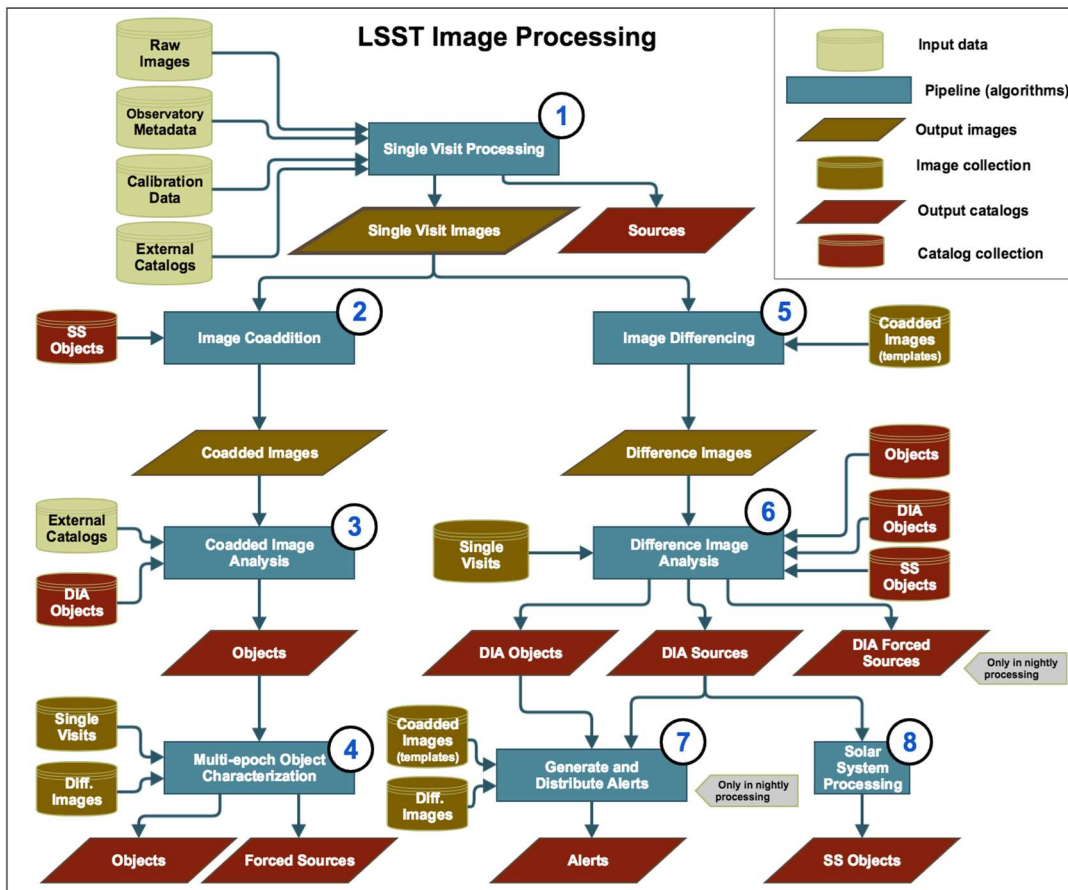 LSST Image Processing
Raw
Images
Observatory
Metadata
Calibration
Data
External
Catalogs
1
Single Visit Processing
Single Visit Images
Sources
Input data
Pipeline (algorithms)
Output images
Image collection
Output catalogs
Catalog collection
SS
Objects
2
Image Coaddition
5
Image Differencing
Coadded
Images
(templates)
Coadded Images
Difference Images
Objects
DIA
Objects
SS
Objects
External
Catalogs
DIA
Objects
3
Coadded Image
Analysis
Single
Visits
6
Difference Image
Analysis
Objects
DIA Objects
DIA Sources
DIA Forced
Sources
Only in nightly
processing
Single
Visits
Diff.
Images
4
Multi-epoch Object
Characterization
Coadded
Images
(templates)
Diff.
Images
7
Generate and
Distribute Alerts
Only in nightly
processing
8
Solar
System
Processing
Objects
Forced Sources
Alerts
SS Objects